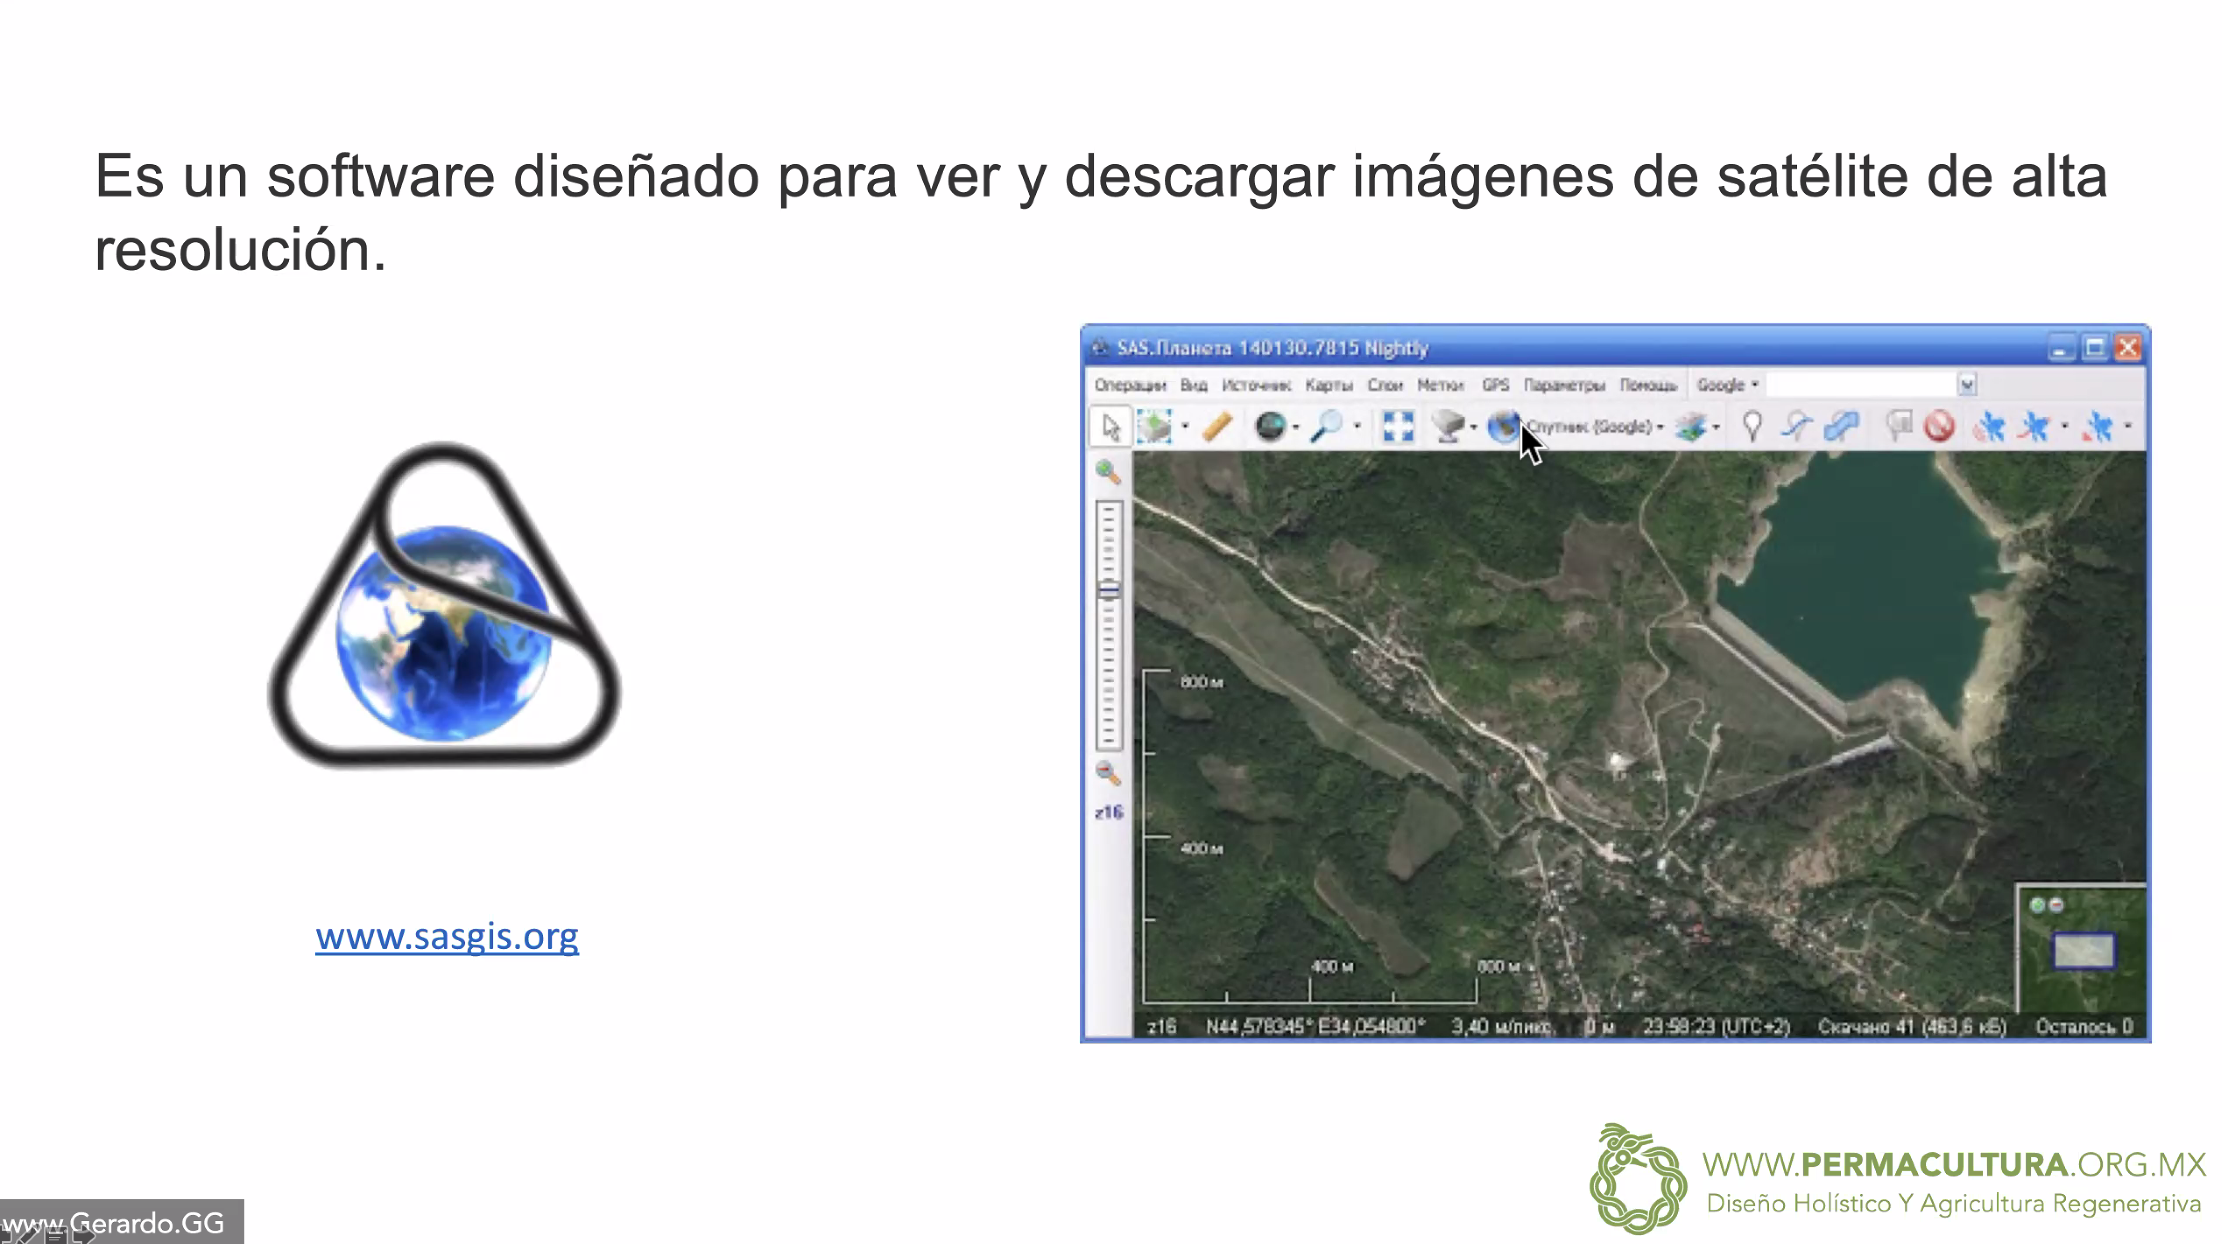 Es un software diseñado para ver y descargar imágenes de satélite de alta
resolución.
SAS.Планета 140130.7815 Nightly
Операции Вид Источник Карты Слои Метки GPS Параметры Помощь Google
Спутник (Google)
z16
800 м
400 м
400 м 800 м
z16 N44,578345° E34,054800° 3,40 м/пикс. 0 м 23:58:23 (UTC+2) Скачано 41 (463,6 кБ) Осталось 0
www.sasgis.org
WWW.PERMACULTURA.ORG.MX
Diseño Holístico Y Agricultura Regenerativa
www.Gerardo.GG